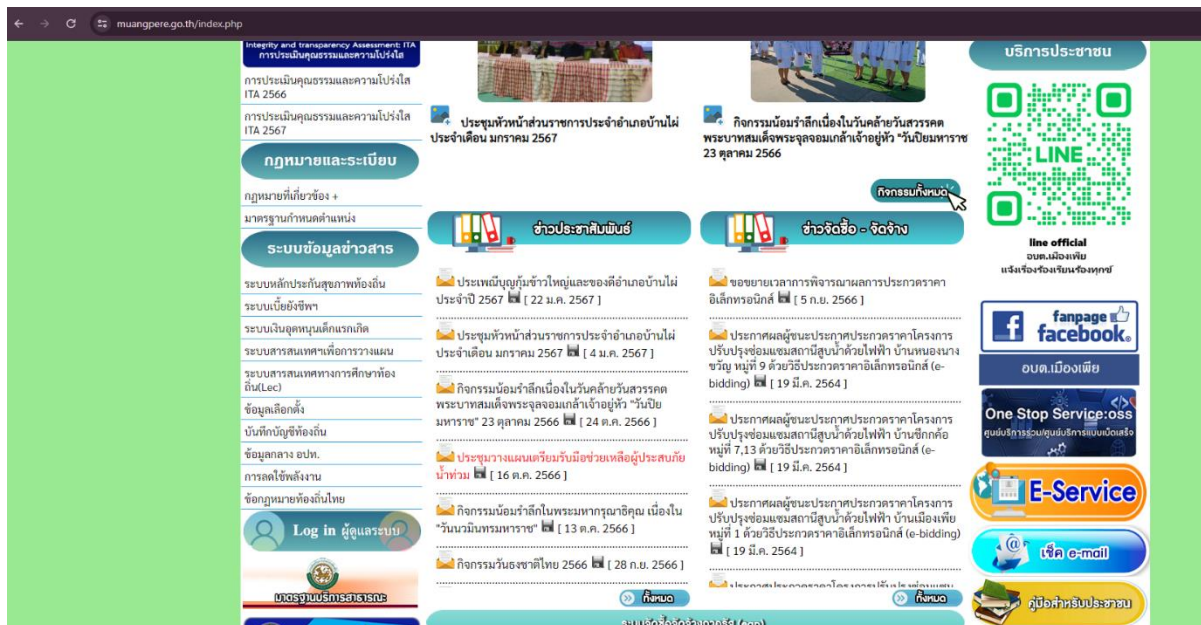 muangpere.go.th/index.php
Integrity and transparency Assessment: ITA
การประเมินคุณธรรมและความโปร่งใส
การประเมินคุณธรรมและความโปร่งใส
ITA 2566
การประเมินคุณธรรมและความโปร่งใส
ITA 2567
กฎหมายและระเบียบ
กฎหมายที่เกี่ยวข้อง +
มาตรฐานกำหนดตำแหน่ง
ระบบข้อมูลข่าวสาร
ระบบหลักประกันสุขภาพท้องถิ่น
ระบบเบี้ยยังชีพฯ
ระบบเงินอุดหนุนเด็กแรกเกิด
ระบบสารสนเทศฯเพื่อการวางแผน
ระบบสารสนเทศทางการศึกษาท้อง
ถิ่น(Lec)
ข้อมูลเลือกตั้ง
บันทึกบัญชีท้องถิ่น
ข้อมูลกลาง อปท.
การลดใช้พลังงาน
ข้อกฎหมายท้องถิ่นไทย
Log in ผู้ดูแลระบบ
มาตรฐานบริการสาธารณะ
ประชุมหัวหน้าส่วนราชการประจำอำเภอบ้านไผ่
ประจำเดือน มกราคม 2567
กิจกรรมน้อมรำลึกเนื่องในวันคล้ายวันสวรรคต
พระบาทสมเด็จพระจุลจอมเกล้าเจ้าอยู่หัว "วันปิยมหาราช
23 ตุลาคม 2566
กิจกรรมทั้งหมด
ข่าวประชาสัมพันธ์
ประเพณีบุญกุ้มข้าวใหญ่และของดีอำเภอบ้านไผ่
ประจำปี 2567 [ 22 ม.ค. 2567 ]
ประชุมหัวหน้าส่วนราชการประจำอำเภอบ้านไผ่
ประจำเดือน มกราคม 2567 [ 4 ม.ค. 2567 ]
กิจกรรมน้อมรำลึกเนื่องในวันคล้ายวันสวรรคต
พระบาทสมเด็จพระจุลจอมเกล้าเจ้าอยู่หัว "วันปิย
มหาราช" 23 ตุลาคม 2566 [ 24 ต.ค. 2566 ]
ประชุมวางแผนเตรียมรับมือช่วยเหลือผู้ประสบภัย
น้ำท่วม [ 16 ต.ค. 2566 ]
กิจกรรมน้อมรำลึกในพระมหากรุณาธิคุณ เนื่องใน
"วันนวมินทรมหาราช" [ 13 ต.ค. 2566 ]
กิจกรรมวันธงชาติไทย 2566 [ 28 ก.ย. 2566 ]
ทั้งหมด
ข่าวจัดซื้อ - จัดจ้าง
ขอขยายเวลาการพิจารณาผลการประกวดราคา
อิเล็กทรอนิกส์ [ 5 ก.ย. 2566 ]
ประกาศผลผู้ชนะประกาศประกวดราคาโครงการ
ปรับปรุงซ่อมแซมสถานีสูบน้ำด้วยไฟฟ้า บ้านหนองนาง
ขวัญ หมู่ที่ 9 ด้วยวิธีประกวดราคาอิเล็กทรอนิกส์ (e-
bidding) [ 19 มี.ค. 2564 ]
ประกาศผลผู้ชนะประกาศประกวดราคาโครงการ
ปรับปรุงซ่อมแซมสถานีสูบน้ำด้วยไฟฟ้า บ้านชีกกค้อ
หมู่ที่ 7,13 ด้วยวิธีประกวดราคาอิเล็กทรอนิกส์ (e-
bidding) [ 19 มี.ค. 2564 ]
ประกาศผลผู้ชนะประกาศประกวดราคาโครงการ
ปรับปรุงซ่อมแซมสถานีสูบน้ำด้วยไฟฟ้า บ้านเมืองเพีย
หมู่ที่ 1 ด้วยวิธีประกวดราคาอิเล็กทรอนิกส์ (e-bidding)
[ 19 มี.ค. 2564 ]
ทั้งหมด
บริการประชาชน
LINE
line official
อบต.เมืองเพีย
แจ้งเรื่องร้องเรียนร้องทุกข์
fanpage
facebook
อบต.เมืองเพีย
One Stop Service:oss
ศูนย์บริการร่วม/ศูนย์บริการแบบเบ็ดเสร็จ
E-Service
เช็ค e-mail
คู่มือสำหรับประชาชน